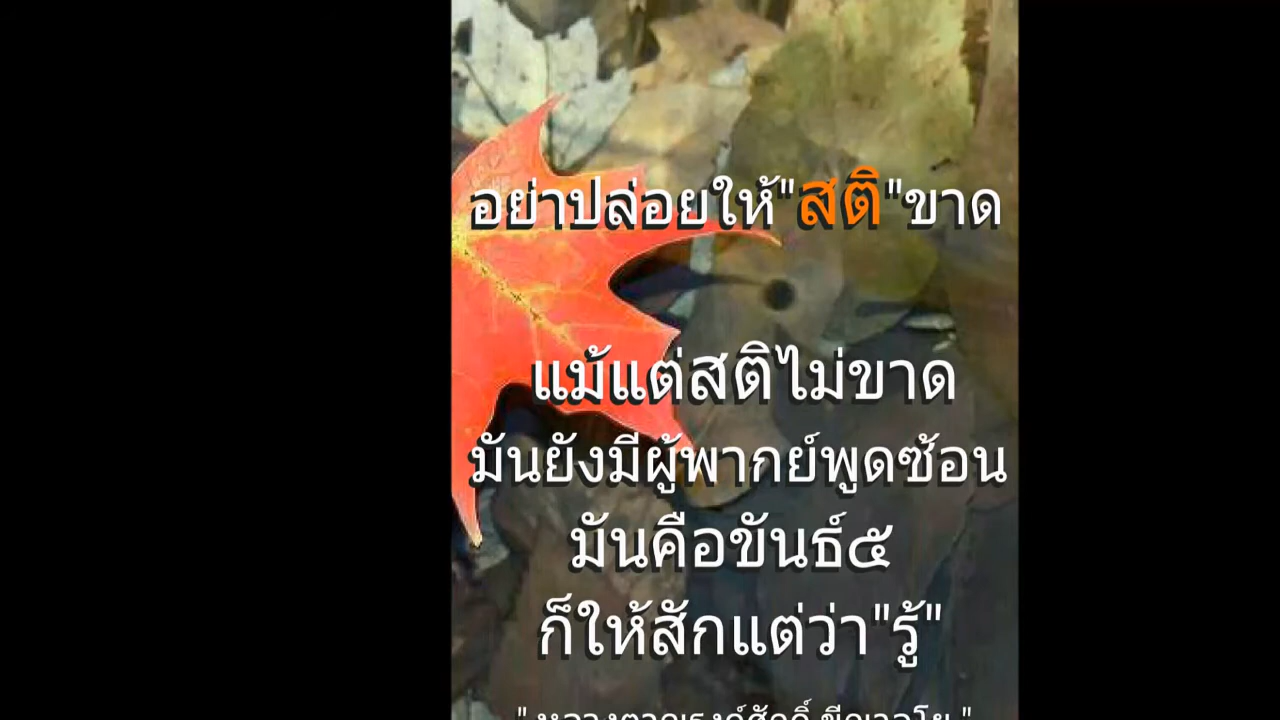 อย่าปล่อยให้"สติ"ขาด
แม้แต่สติไม่ขาด
มันยังมีผู้พากย์พูดซ้อน
มันคือขันธ์๕
ก็ให้สักแต่ว่า"รู้"